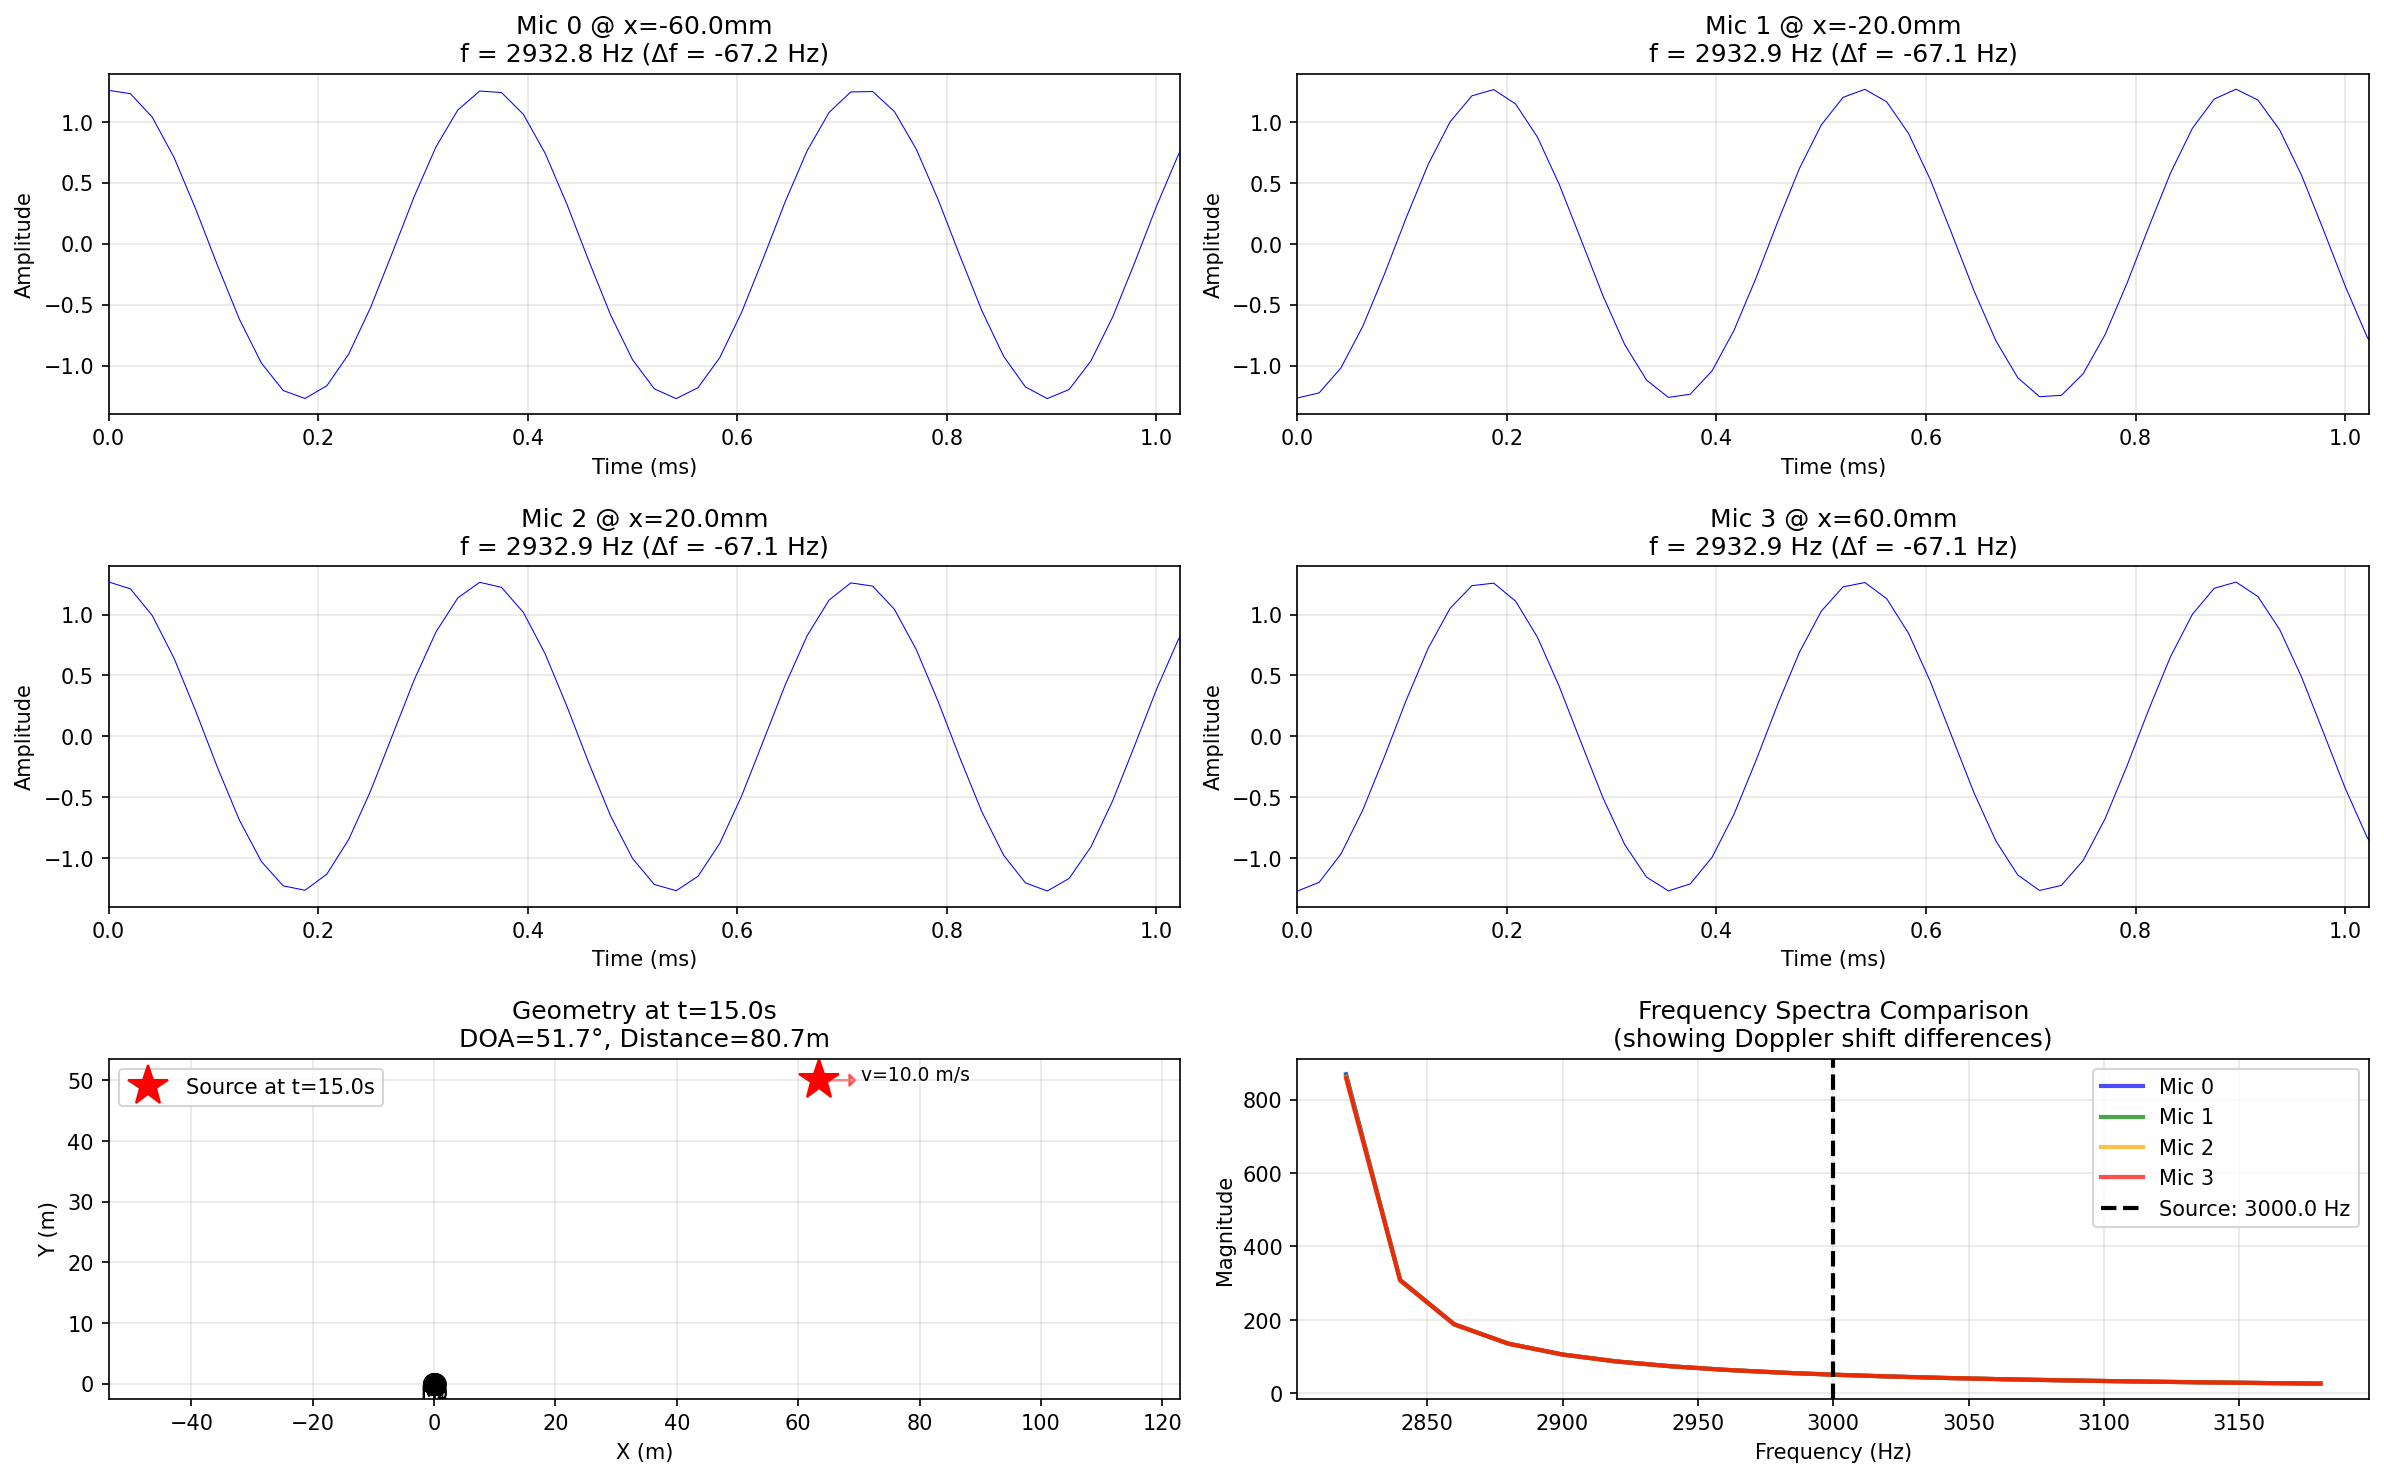 Mic 0 @ x=-60.0mm
f = 2932.8 Hz (Δf = -67.2 Hz)
Amplitude
1.0
0.5
0.0
−0.5
−1.0
0.0 0.2 0.4 0.6 0.8 1.0
Time (ms)
Mic 1 @ x=-20.0mm
f = 2932.9 Hz (Δf = -67.1 Hz)
Amplitude
1.0
0.5
0.0
−0.5
−1.0
0.0 0.2 0.4 0.6 0.8 1.0
Time (ms)
Mic 2 @ x=20.0mm
f = 2932.9 Hz (Δf = -67.1 Hz)
Amplitude
1.0
0.5
0.0
−0.5
−1.0
0.0 0.2 0.4 0.6 0.8 1.0
Time (ms)
Mic 3 @ x=60.0mm
f = 2932.9 Hz (Δf = -67.1 Hz)
Amplitude
1.0
0.5
0.0
−0.5
−1.0
0.0 0.2 0.4 0.6 0.8 1.0
Time (ms)
Geometry at t=15.0s
DOA=51.7°, Distance=80.7m
Source at t=15.0s
v=10.0 m/s
Y (m)
50
40
30
20
10
0
−40 −20 0 20 40 60 80 100 120
X (m)
Frequency Spectra Comparison
(showing Doppler shift differences)
Mic 0
Mic 1
Mic 2
Mic 3
Source: 3000.0 Hz
Magnitude
800
600
400
200
0
2850 2900 2950 3000 3050 3100 3150
Frequency (Hz)